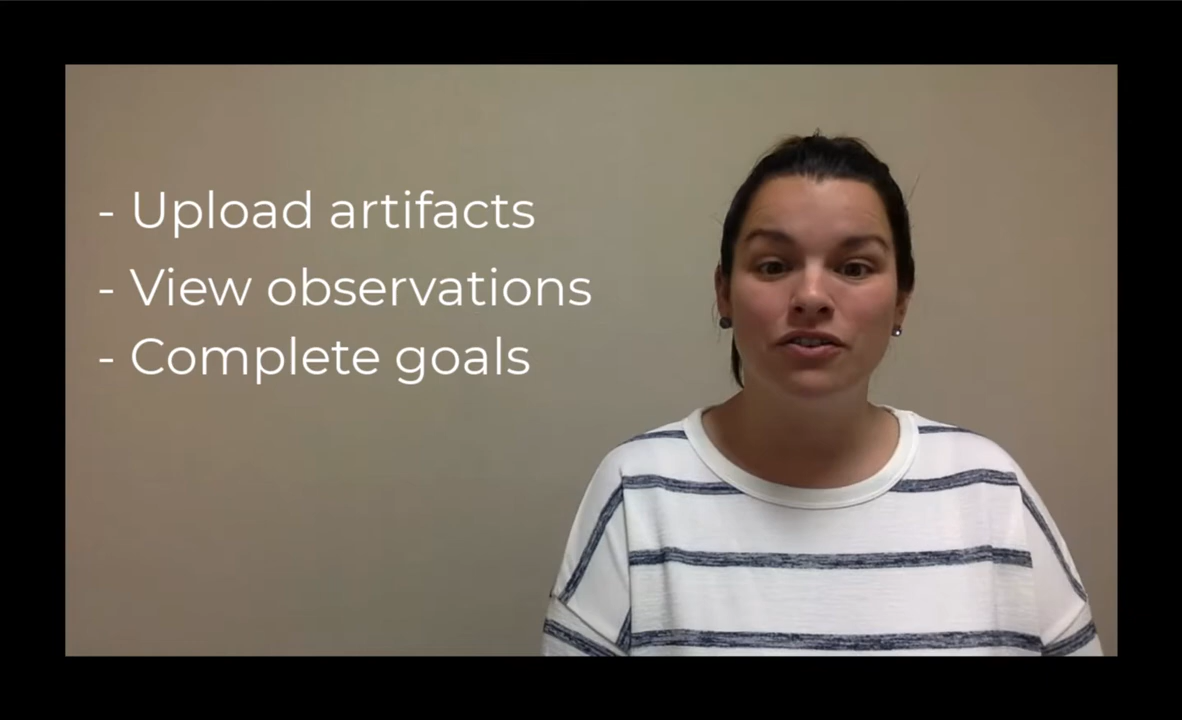 - Upload artifacts
- View observations
- Complete goals